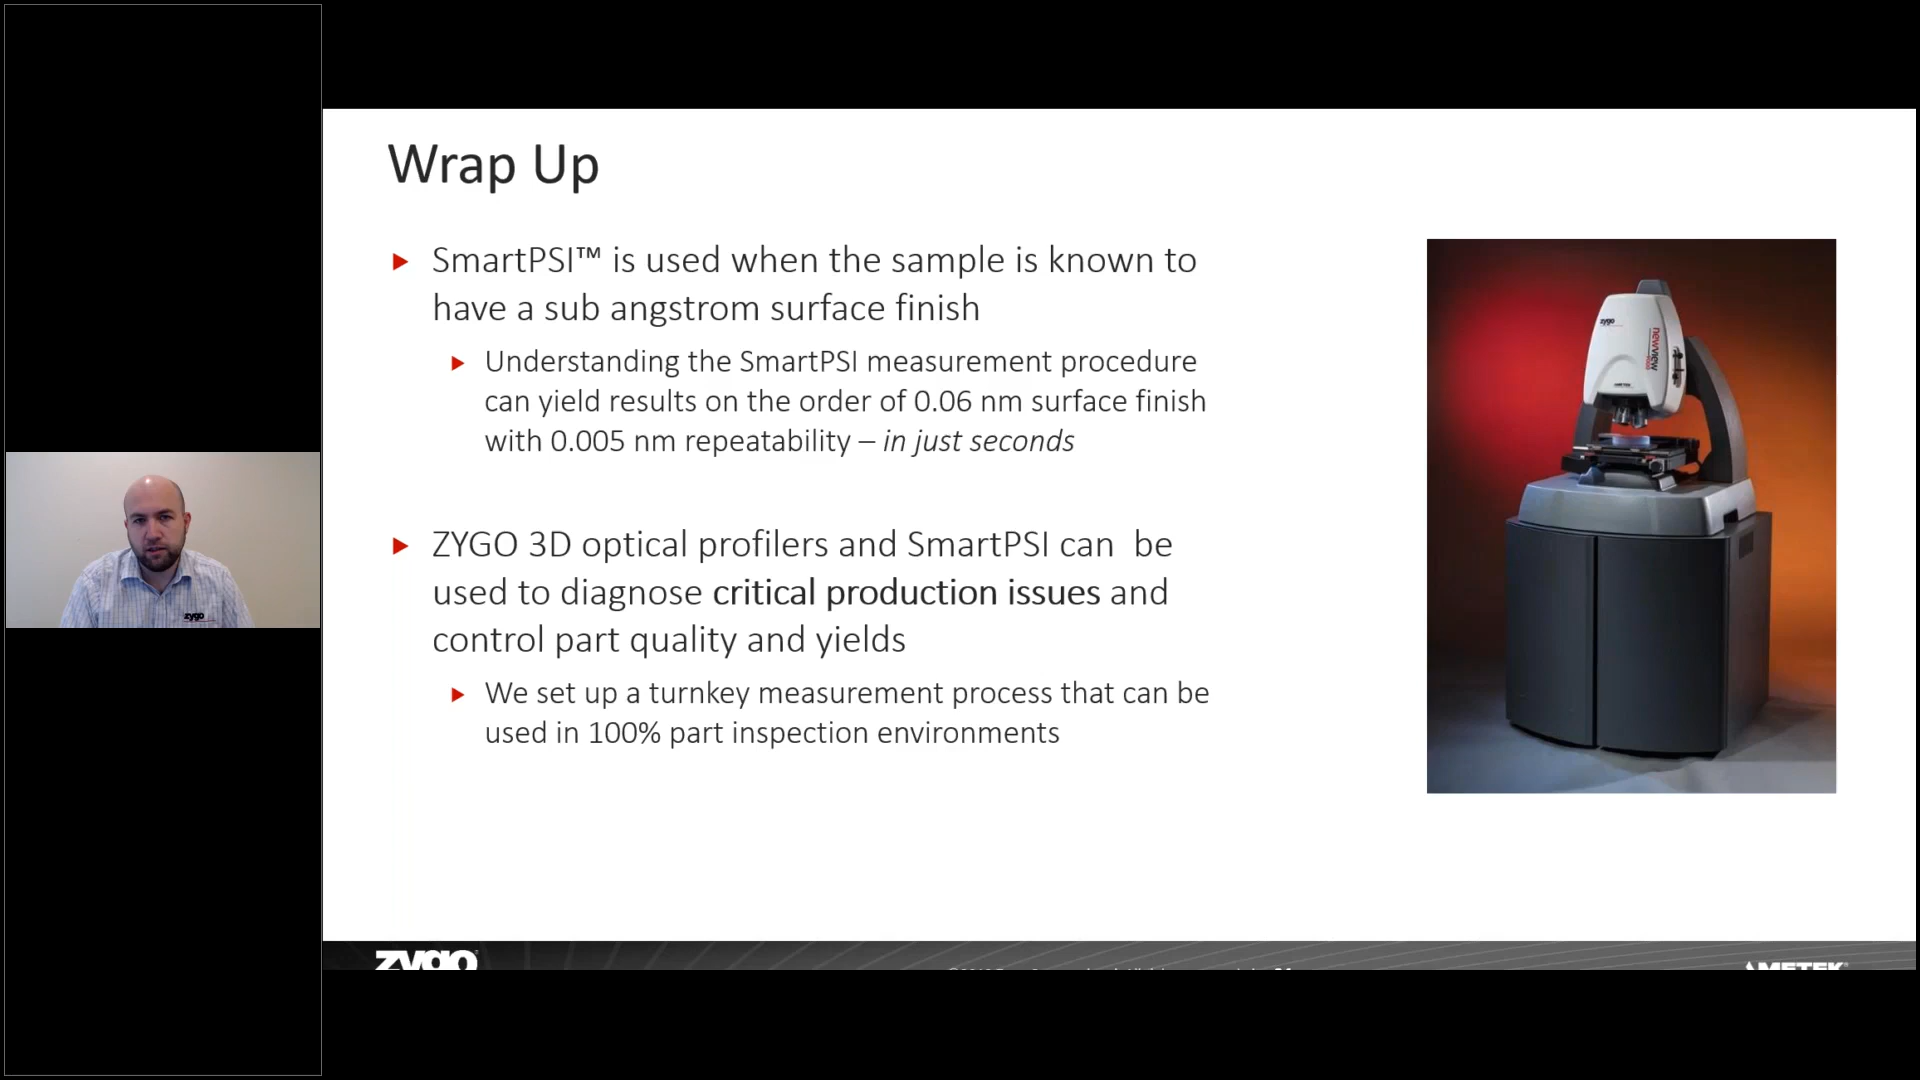 Wrap Up
SmartPSI™ is used when the sample is known to
have a sub angstrom surface finish
Understanding the SmartPSI measurement procedure
can yield results on the order of 0.06 nm surface finish
with 0.005 nm repeatability – in just seconds
ZYGO 3D optical profilers and SmartPSI can  be
used to diagnose critical production issues and
control part quality and yields
We set up a turnkey measurement process that can be
used in 100% part inspection environments
zygo
newview
zygo
zygo
AMETEK